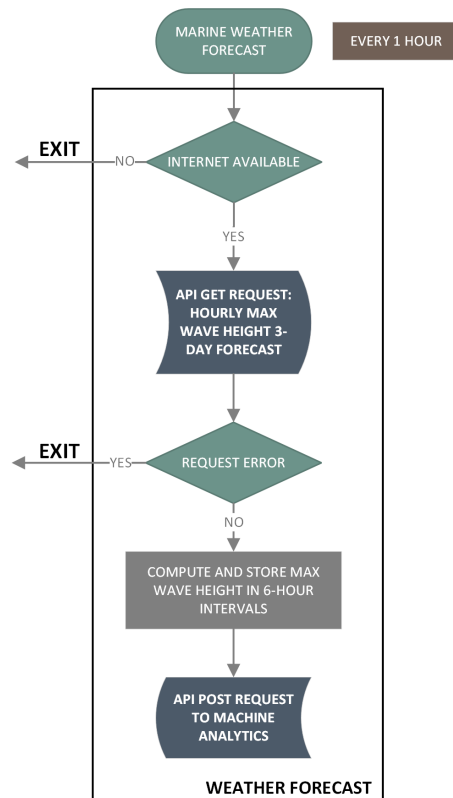 MARINE WEATHER
FORECAST
EVERY 1 HOUR
EXIT
NO
INTERNET AVAILABLE
YES
API GET REQUEST:
HOURLY MAX
WAVE HEIGHT 3-
DAY FORECAST
EXIT
YES
REQUEST ERROR
NO
COMPUTE AND STORE MAX
WAVE HEIGHT IN 6-HOUR
INTERVALS
API POST REQUEST
TO MACHINE
ANALYTICS
WEATHER FORECAST